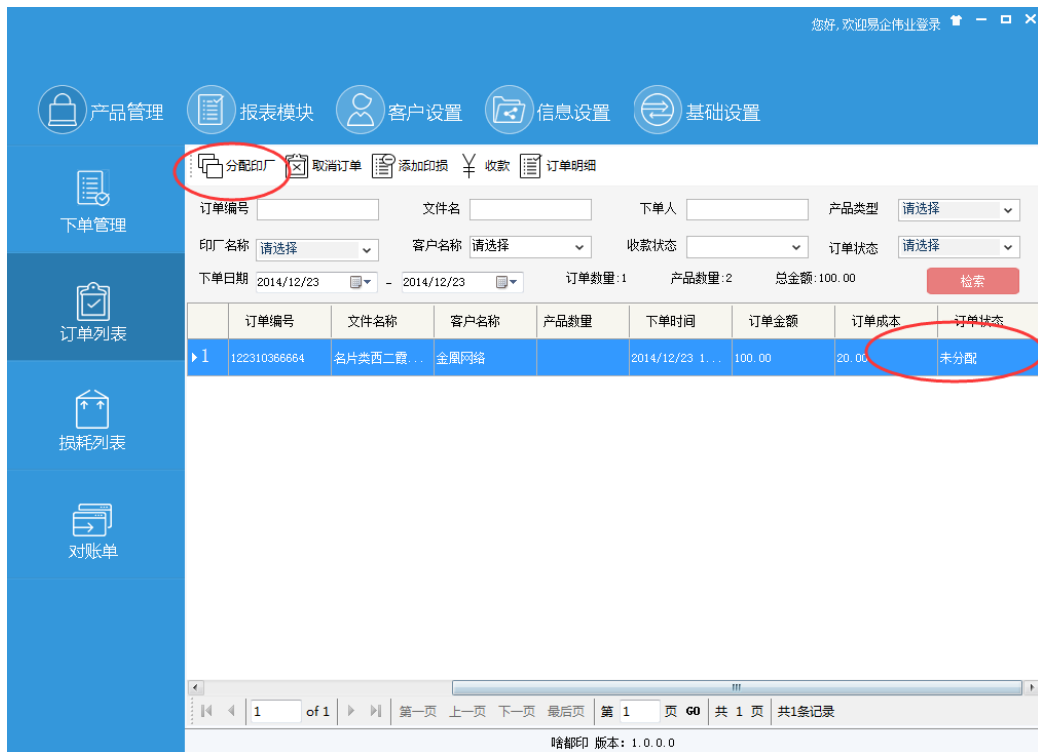 您好,欢迎易企伟业登录
产品管理 报表模块 客户设置 信息设置 基础设置
分配印厂 取消订单 添加印损 收款 订单明细
下单管理
订单列表
损耗列表
对账单
订单编号 文件名 下单人 产品类型 请选择
印厂名称 请选择 客户名称 请选择 收款状态 订单状态 请选择
下单日期 2014/12/23 - 2014/12/23 订单数量:1 产品数量:2 总金额:100.00 检索
订单编号 文件名称 客户名称 产品数量 下单时间 订单金额 订单成本 订单状态
1 122310366664 名片类西二霞... 金凰网络 2014/12/23 1... 100.00 20.00 未分配
1 of 1 第一页 上一页 下一页 最后页 第 1 页 GO 共 1 页 共1条记录
啥都印 版本: 1.0.0.0